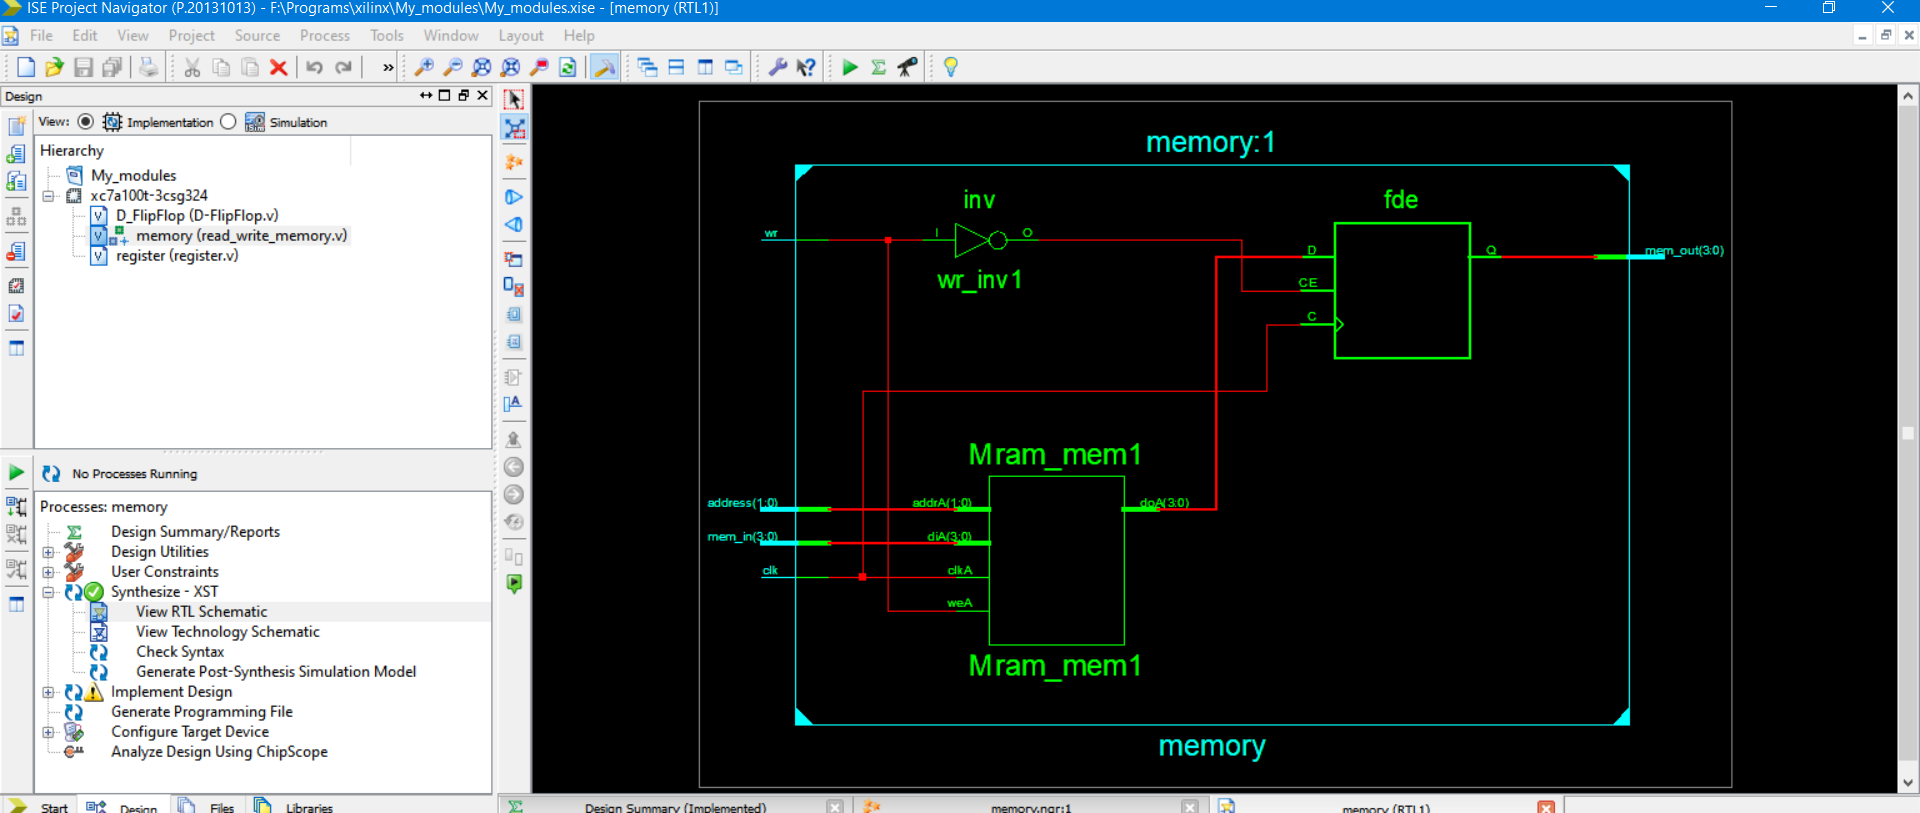 ISE Project Navigator (P.20131013) - F:\Programs\xilinx\My_modules\My_modules.xise - [memory (RTL1)]
File Edit View Project Source Process Tools Window Layout Help
Design
View: Implementation Simulation
Hierarchy
My_modules
xc7a100t-3csg324
D_FlipFlop (D-FlipFlop.v)
memory (read_write_memory.v)
register (register.v)
No Processes Running
Processes: memory
Design Summary/Reports
Design Utilities
User Constraints
Synthesize - XST
View RTL Schematic
View Technology Schematic
Check Syntax
Generate Post-Synthesis Simulation Model
Implement Design
Generate Programming File
Configure Target Device
Analyze Design Using ChipScope
Start Design Files Libraries
memory:1
inv
fde
wr
I
O
wr_inv1
D
CE
C
Q
mem_out(3:0)
Mram_mem1
address(1:0)
addrA(1:0)
doA(3:0)
mem_in(3:0)
diA(3:0)
clk
clkA
weA
Mram_mem1
memory
Design Summary (Implemented)
memory.ngr:1
memory (RTL1)